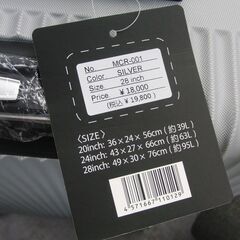 No. MCR-001
Color SILVER
Size 28 inch
Price ¥18,000
(税込 ¥19,800)
〈SIZE〉
20inch: 36×24×56cm (約39L)
24inch: 43×27×66cm (約63L)
28inch: 49×30×76cm (約95L)
4 571667 110129